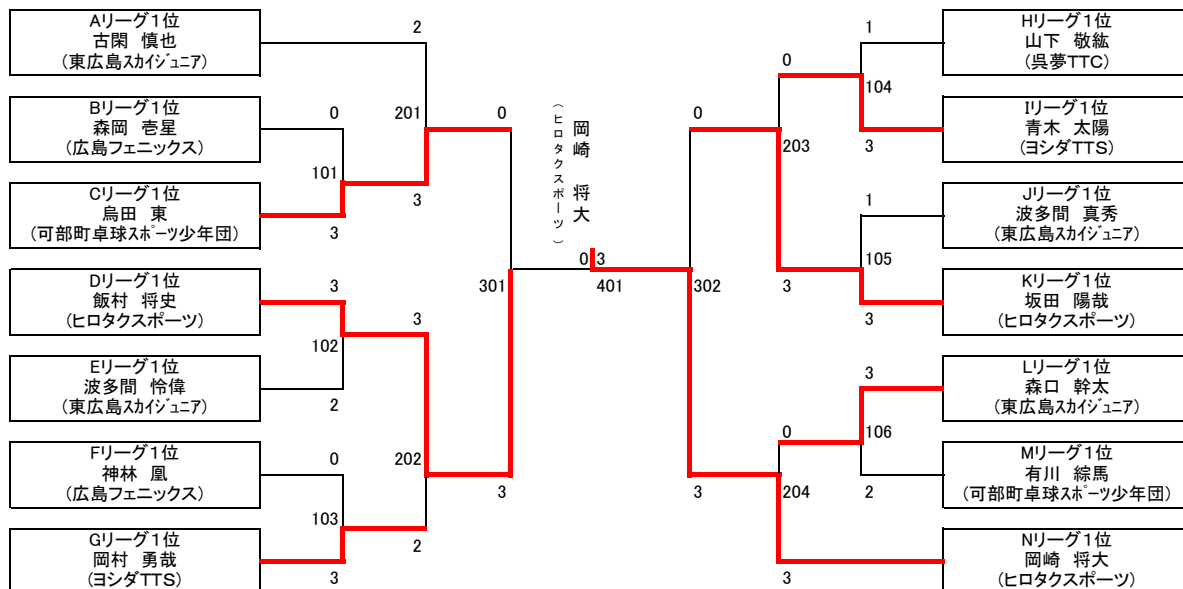 Aリーグ1位
古閑 慎也
(東広島スカイジュニア)
2
Bリーグ1位
森岡 壱星
(広島フェニックス)
0
201
0
101
Cリーグ1位
烏田 東
(可部町卓球スポーツ少年団)
3
3
Dリーグ1位
飯村 将史
(ヒロタクスポーツ)
3
3
301
102
Eリーグ1位
波多間 怜偉
(東広島スカイジュニア)
2
Fリーグ1位
神林 凰
(広島フェニックス)
0
202
3
103
Gリーグ1位
岡村 勇哉
(ヨシダTTS)
3
2
岡崎 将大
(ヒロタクスポーツ)
0 3
401
1
Hリーグ1位
山下 敬紘
(呉夢TTC)
0
104
Iリーグ1位
青木 太陽
(ヨシダTTS)
3
0
203
1
Jリーグ1位
波多間 真秀
(東広島スカイジュニア)
105
302
3
Kリーグ1位
坂田 陽哉
(ヒロタクスポーツ)
3
3
Lリーグ1位
森口 幹太
(東広島スカイジュニア)
0
106
Mリーグ1位
有川 綜馬
(可部町卓球スポーツ少年団)
2
3
204
Nリーグ1位
岡崎 将大
(ヒロタクスポーツ)
3